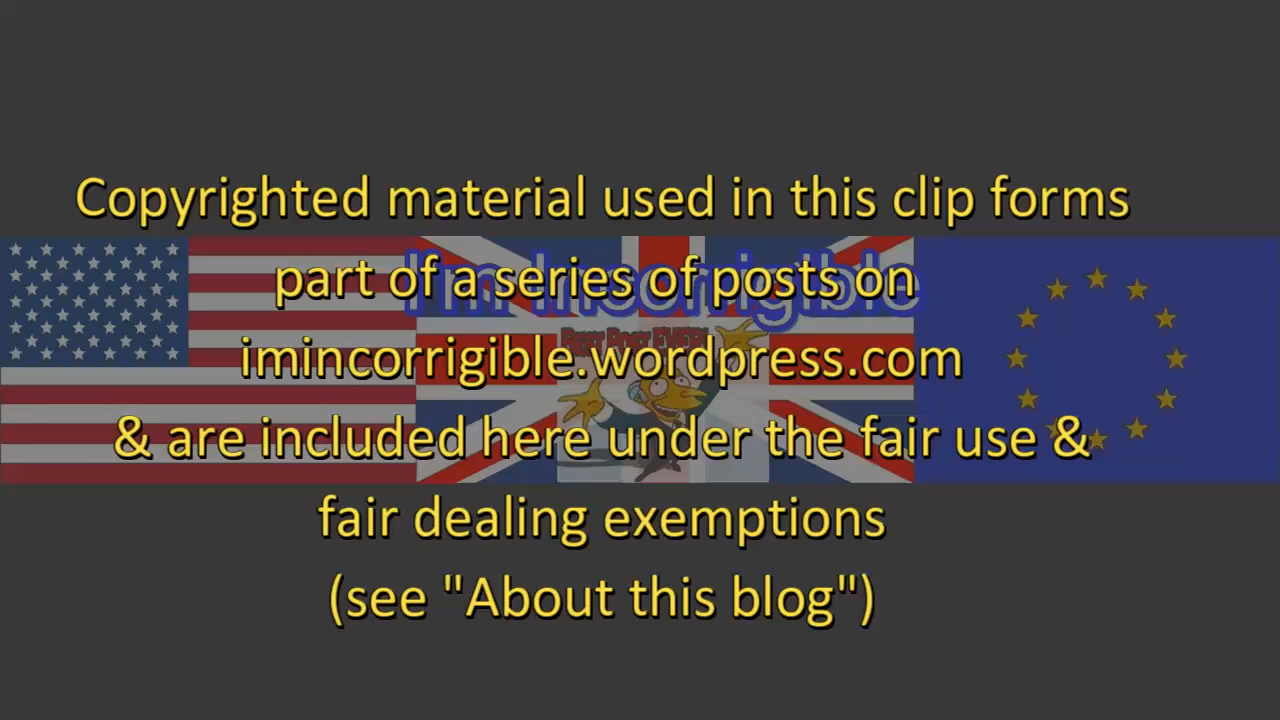 Copyrighted material used in this clip forms
part of a series of posts on
I'm Incorrigible
imincorrigible.wordpress.com
& are included here under the fair use &
fair dealing exemptions
(see "About this blog")